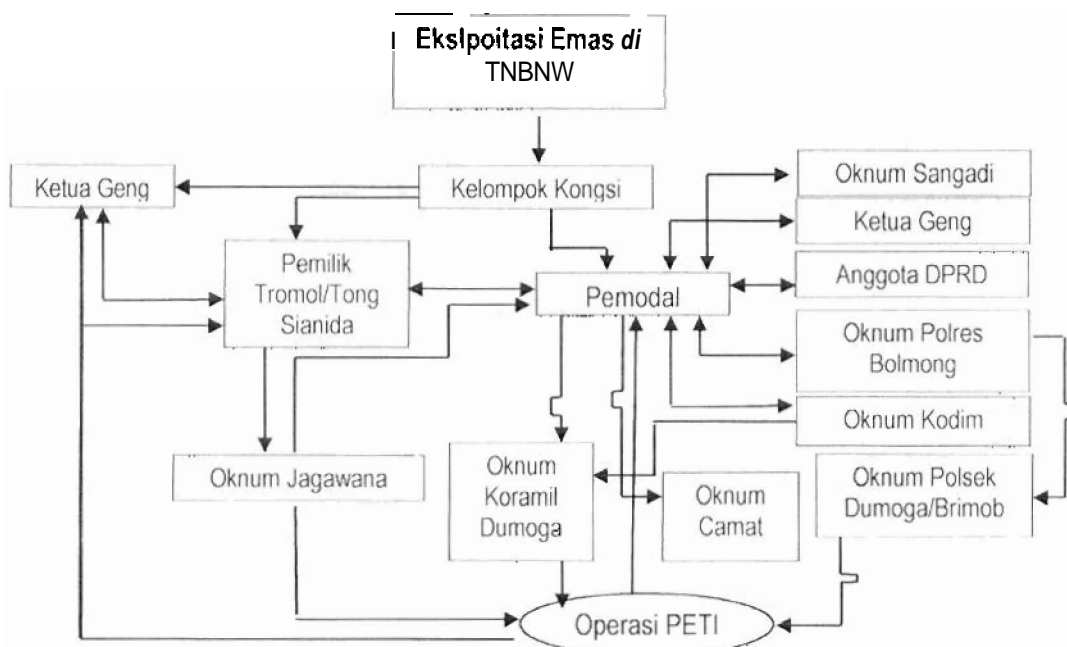 EksIpoitasi Emas di
TNBNW
Ketua Geng
Kelompok Kongsi
Oknum Sangadi
Ketua Geng
Pemilik
Tromol/Tong
Sianida
Pemodal
Anggota DPRD
Oknum Polres
Bolmong
Oknum Kodim
Oknum Jagawana
Oknum
Koramil
Dumoga
Oknum
Camat
Oknum Polsek
Dumoga/Brimob
Operasi PETI